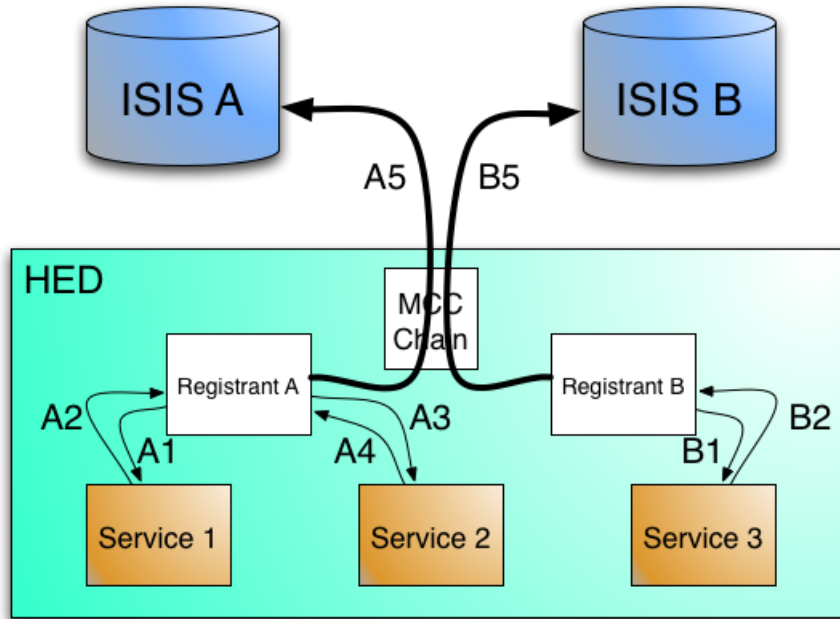 ISIS A
ISIS B
A5
B5
HED
MCC
Chain
Registrant A
Registrant B
A2
A1
A4
A3
B1
B2
Service 1
Service 2
Service 3